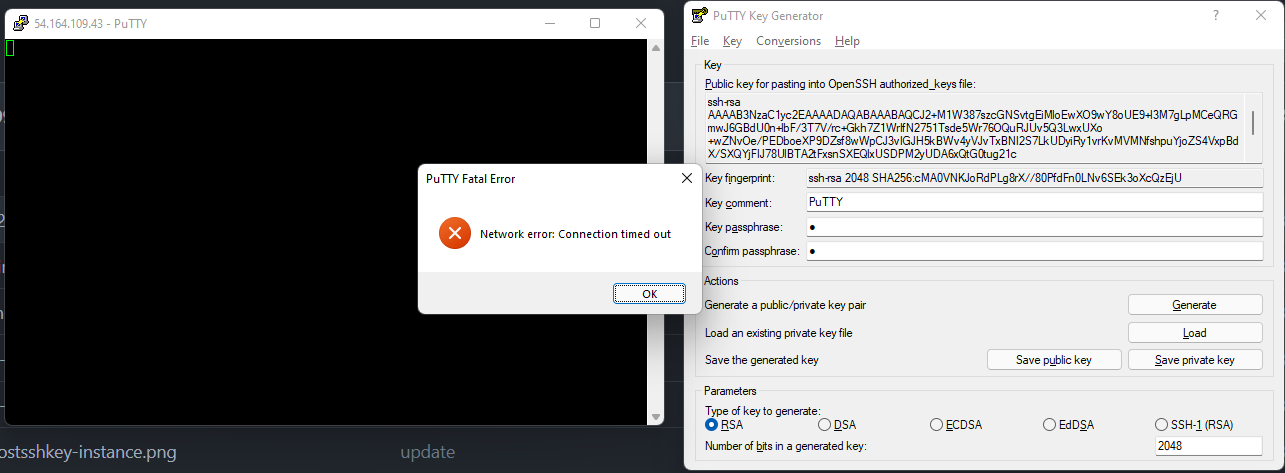 54.164.109.43 - PuTTY
PuTTY Fatal Error
Network error: Connection timed out
OK
PuTTY Key Generator
?
File Key Conversions Help
Key
Public key for pasting into OpenSSH authorized_keys file:
ssh-rsa
AAAAB3NzaC1yc2EAAAADAQABAAABAQCJ2+M1W387szcGNSvtgEiMloEwXO9wY8oUE9+I3M7gLpMCeQRG
mwJ6GBdU0n+lbF/3T7V/rc+Gkh7Z1WrlfN2751Tsde5Wr76OQuRJUv5Q3LwxUXo
+wZNvOe/PEDboeXP9DZsf8wWpCJ3vIGJH5kBWv4yVJvTxBNI2S7LkUDyiRy1vrKvMVMNfshpuYjoZS4VxpBd
X/SXQYjFlJ78UIBTA2tFxsnSXEQlxUSDPM2yUDA6xQtG0tug21c
Key fingerprint: ssh-rsa 2048 SHA256:cMA0VNKJoRdPLg8rX//80PfdFn0LNv6SEk3oXcQzEjU
Key comment: PuTTY
Key passphrase: ●
Confirm passphrase: ●
Actions
Generate a public/private key pair Generate
Load an existing private key file Load
Save the generated key Save public key Save private key
Parameters
Type of key to generate:
RSA DSA ECDSA EdDSA SSH-1 (RSA)
Number of bits in a generated key: 2048
ostsshkey-instance.png update